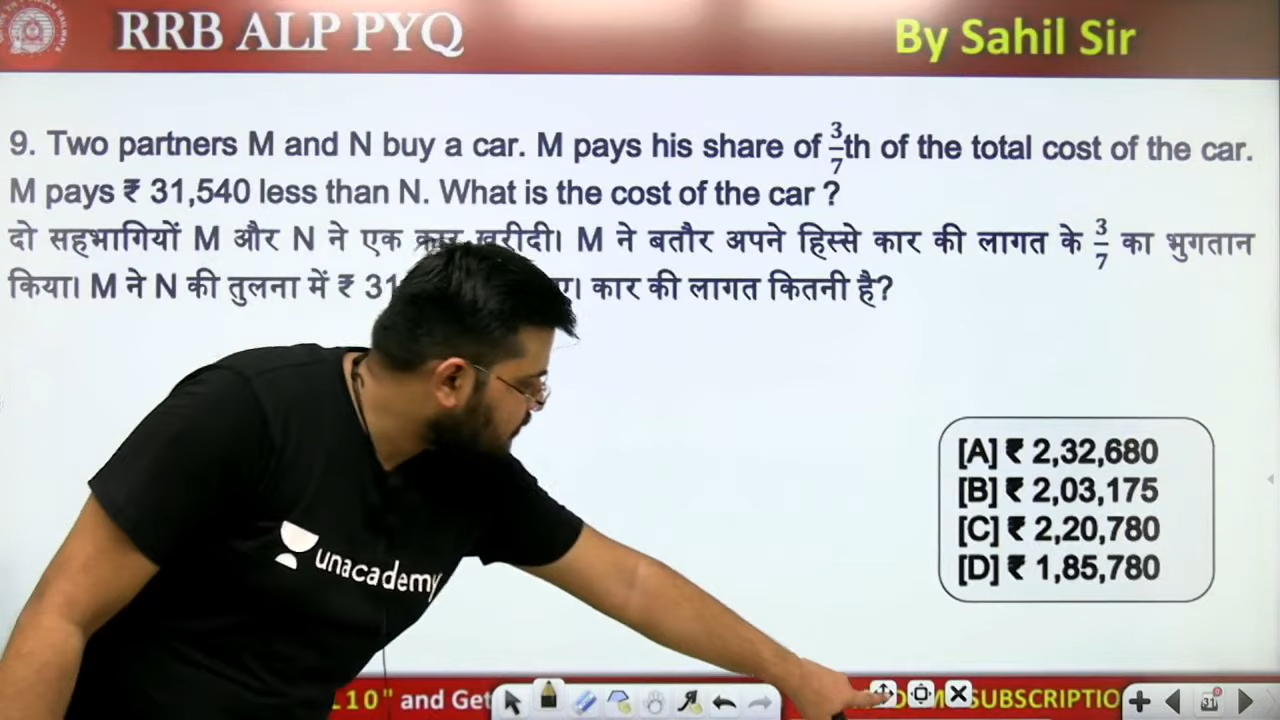 RRB ALP PYQ
By Sahil Sir
9. Two partners M and N buy a car. M pays his share of 3/7th of the total cost of the car.
M pays ₹ 31,540 less than N. What is the cost of the car ?
दो सहभागियों M और N ने एक कार खरीदी। M ने बतौर अपने हिस्से कार की लागत के 3/7 का भुगतान
किया। M ने N की तुलना में ₹ 31 कार की लागत कितनी है?
[A] ₹ 2,32,680
[B] ₹ 2,03,175
[C] ₹ 2,20,780
[D] ₹ 1,85,780
unacademy
10" and Get
SUBSCRIPTIO
31